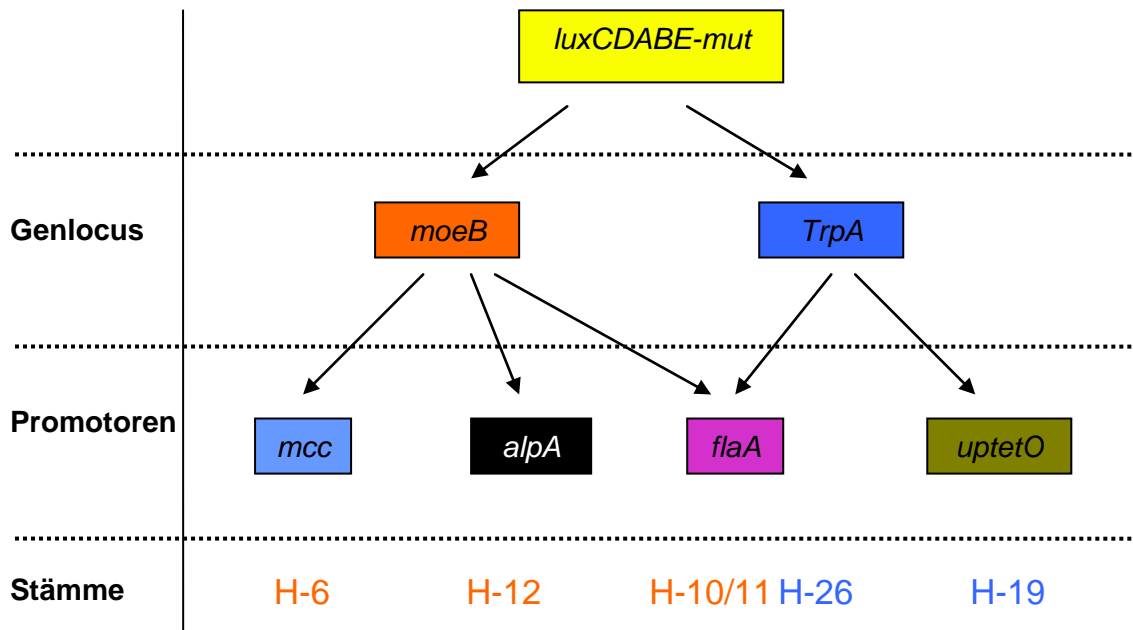 luxCDABE-mut
Genlocus moeB TrpA
Promotoren mcc alpA flaA uptetO
Stämme H-6 H-12 H-10/11 H-26 H-19